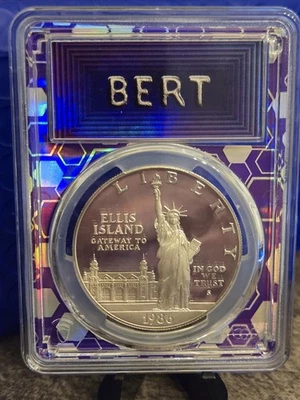 BERT
LIBERTY
ELLIS
ISLAND
GATEWAY TO
AMERICA
IN GOD
WE
TRUST
S
1986